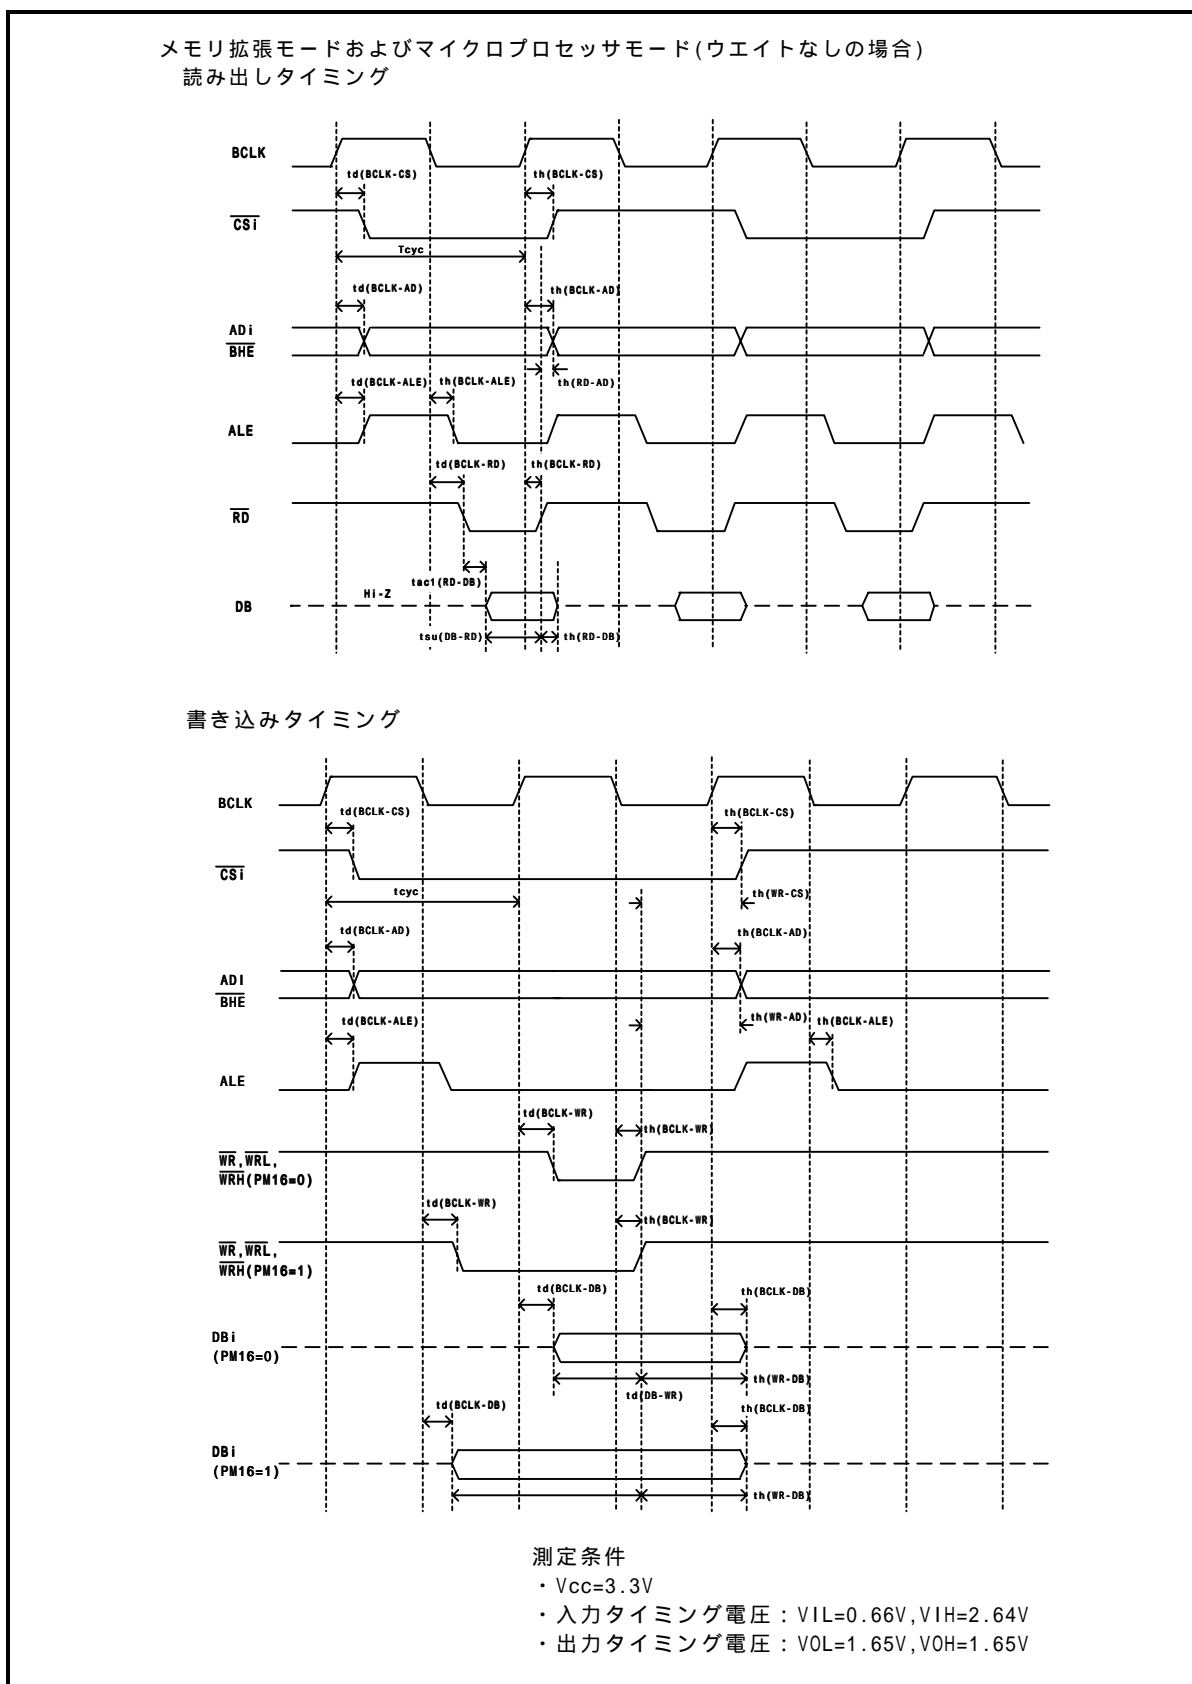 メモリ拡張モードおよびマイクロプロセッサモード(ウエイトなしの場合)
読み出しタイミング
BCLK
td(BCLK-CS)
th(BCLK-CS)
CSi
Tcyc
td(BCLK-AD)
th(BCLK-AD)
ADi
BHE
td(BCLK-ALE)
th(BCLK-ALE)
th(RD-AD)
ALE
td(BCLK-RD)
th(BCLK-RD)
RD
tac1(RD-DB)
Hi-Z
DB
tsu(DB-RD)
th(RD-DB)
書き込みタイミング
BCLK
td(BCLK-CS)
th(BCLK-CS)
CSi
tcyc
th(WR-CS)
td(BCLK-AD)
th(BCLK-AD)
ADI
BHE
td(BCLK-ALE)
th(WR-AD)
th(BCLK-ALE)
ALE
td(BCLK-WR)
th(BCLK-WR)
WR,WRL,
WRH(PM16=0)
td(BCLK-WR)
th(BCLK-WR)
WR,WRL,
WRH(PM16=1)
td(BCLK-DB)
th(BCLK-DB)
DBi
(PM16=0)
th(WR-DB)
td(DB-WR)
td(BCLK-DB)
th(BCLK-DB)
DBi
(PM16=1)
th(WR-DB)
測定条件
・Vcc=3.3V
・入力タイミング電圧：VIL=0.66V,VIH=2.64V
・出力タイミング電圧：VOL=1.65V,VOH=1.65V